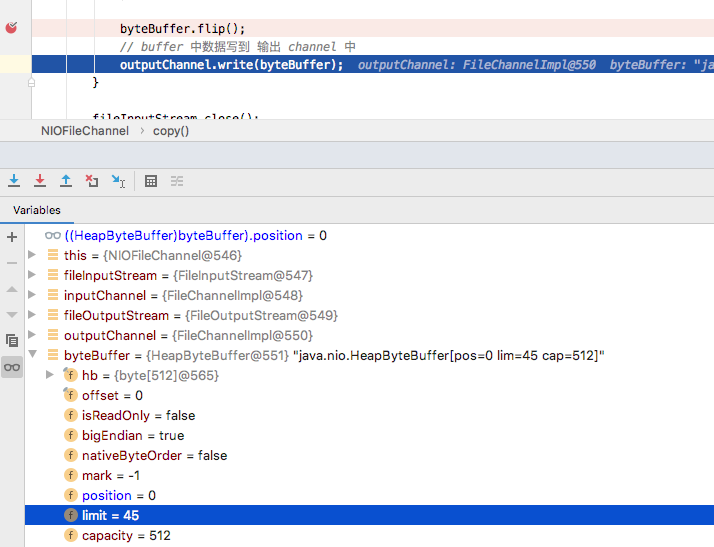 byteBuffer.flip();
// buffer 中数据写到 输出 channel 中
outputChannel.write(byteBuffer); outputChannel: FileChannelImpl@550 byteBuffer: "ja
}
fileInputStream.close();
NIOFileChannel › copy()
Variables
((HeapByteBuffer)byteBuffer).position = 0
this = {NIOFileChannel@546}
fileInputStream = {FileInputStream@547}
inputChannel = {FileChannelImpl@548}
fileOutputStream = {FileOutputStream@549}
outputChannel = {FileChannelImpl@550}
byteBuffer = {HeapByteBuffer@551} "java.nio.HeapByteBuffer[pos=0 lim=45 cap=512]"
f hb = {byte[512]@565}
f offset = 0
f isReadOnly = false
f bigEndian = true
f nativeByteOrder = false
f mark = -1
f position = 0
f limit = 45
f capacity = 512